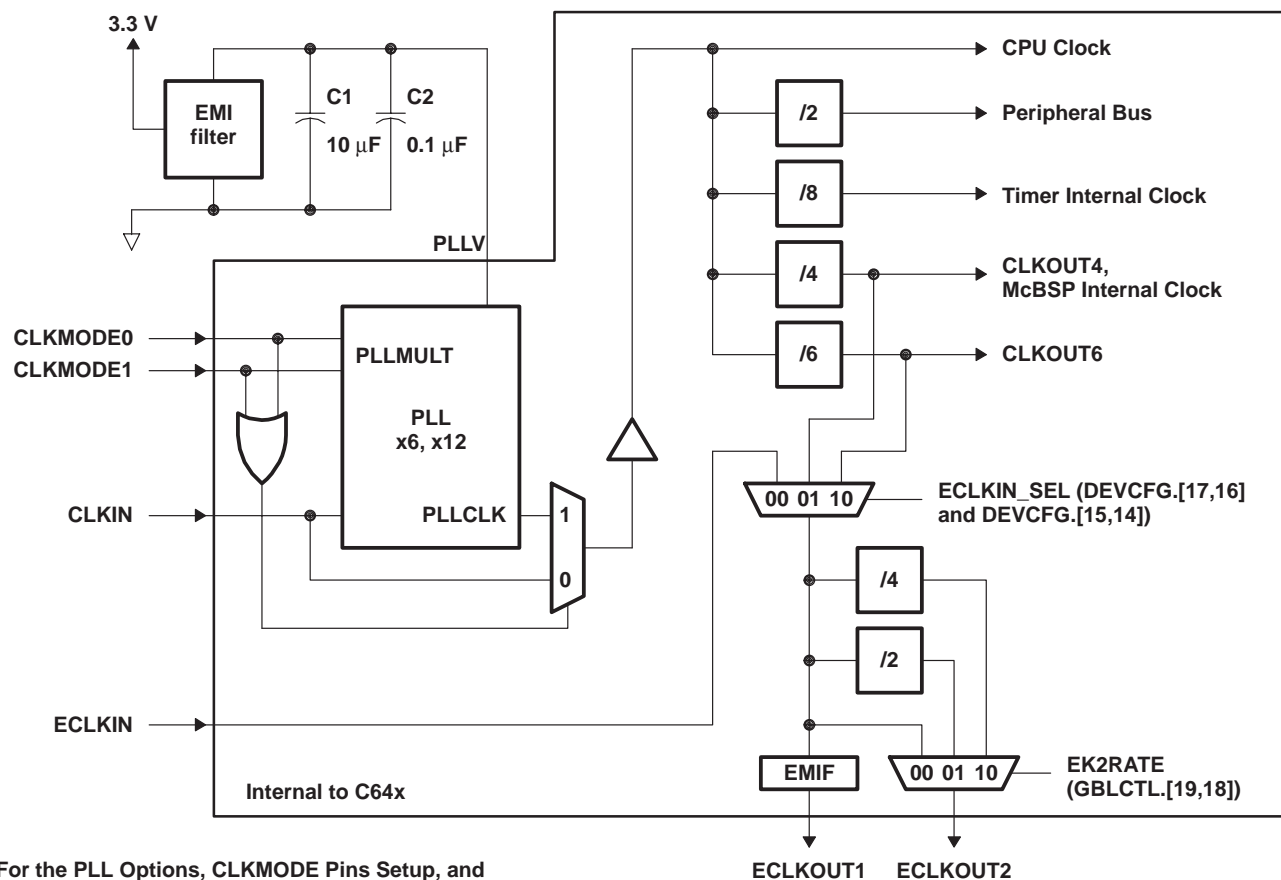 3.3 V
CPU Clock
EMI
filter
C1
10 μF
C2
0.1 μF
/2
Peripheral Bus
/8
Timer Internal Clock
PLLV
/4
CLKOUT4,
McBSP Internal Clock
CLKMODE0
PLLMULT
/6
CLKOUT6
CLKMODE1
PLL
x6, x12
00 01 10
ECLKIN_SEL (DEVCFG.[17,16]
and DEVCFG.[15,14])
CLKIN
PLLCLK
1
0
/4
/2
ECLKIN
EMIF
00 01 10
EK2RATE
(GBLCTL.[19,18])
Internal to C64x
For the PLL Options, CLKMODE Pins Setup, and
ECLKOUT1
ECLKOUT2